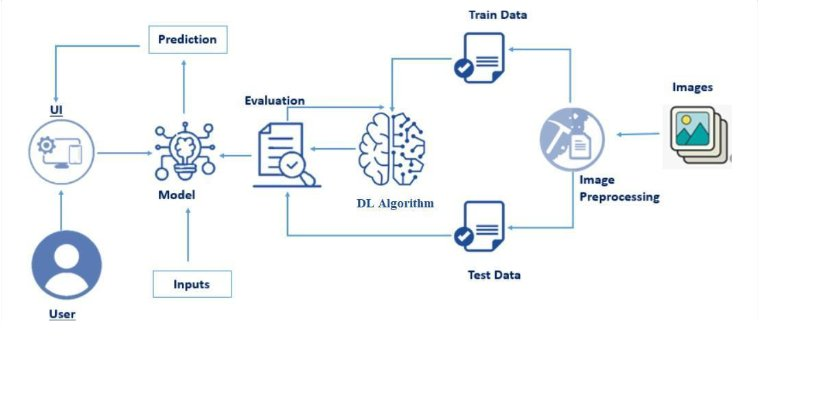 Train Data
Prediction
Images
Evaluation
UI
Image
Preprocessing
Model
DL Algorithm
Test Data
Inputs
User